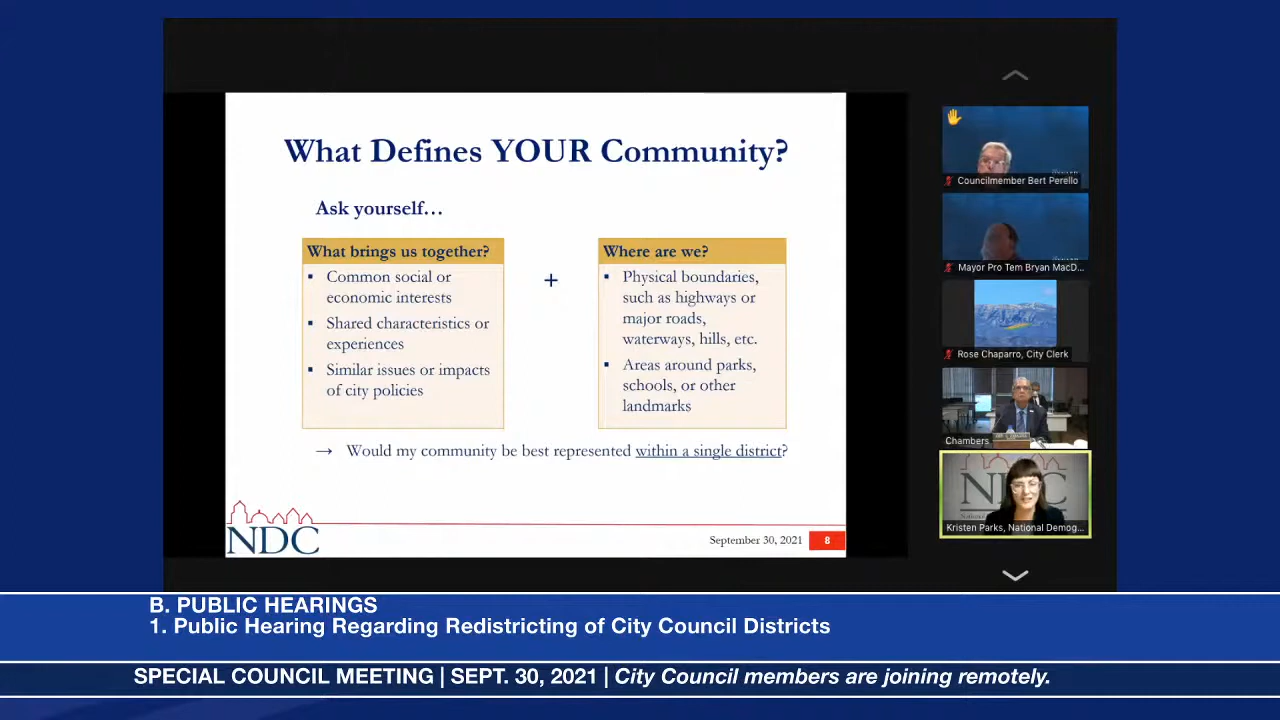 What Defines YOUR Community?
Ask yourself…
What brings us together?
▪ Common social or
economic interests
▪ Shared characteristics or
experiences
▪ Similar issues or impacts
of city policies
+
Where are we?
▪ Physical boundaries,
such as highways or
major roads,
waterways, hills, etc.
▪ Areas around parks,
schools, or other
landmarks
→ Would my community be best represented within a single district?
NDC
September 30, 2021
8
Councilmember Bert Perello
Mayor Pro Tem Bryan MacD...
Rose Chaparro, City Clerk
Chambers
NDC
Kristen Parks, National Demog...
B. PUBLIC HEARINGS
1. Public Hearing Regarding Redistricting of City Council Districts
SPECIAL COUNCIL MEETING | SEPT. 30, 2021 | City Council members are joining remotely.